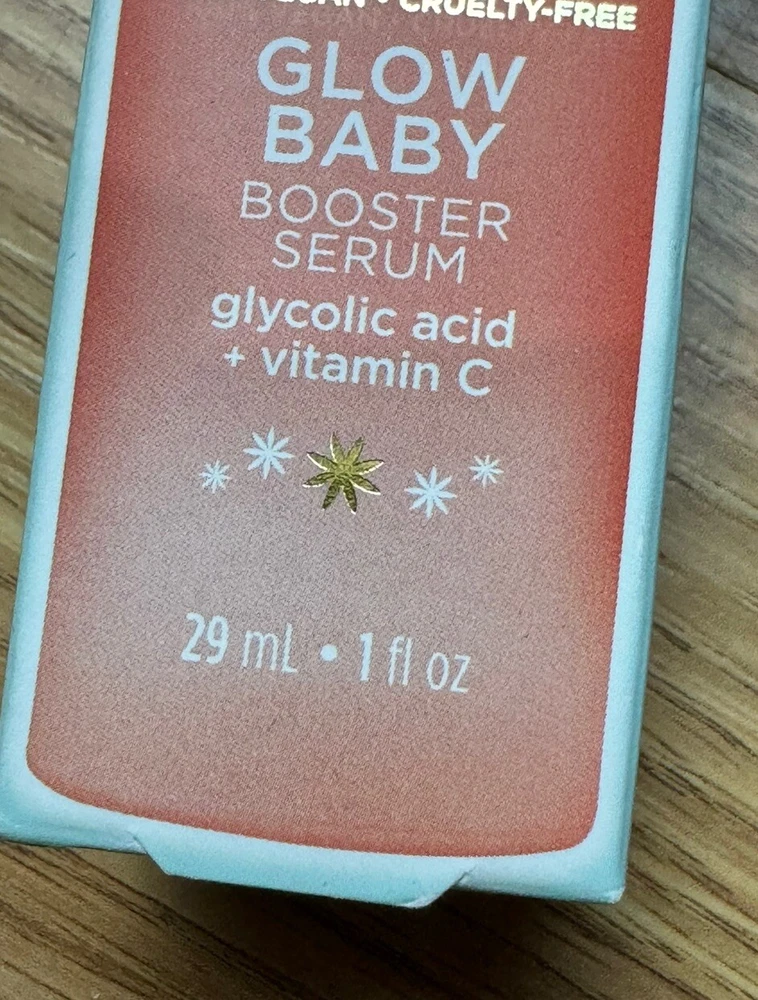 CRUELTY-FREE
GLOW
BABY
BOOSTER
SERUM
glycolic acid
+ vitamin C
29 mL • 1 fl oz